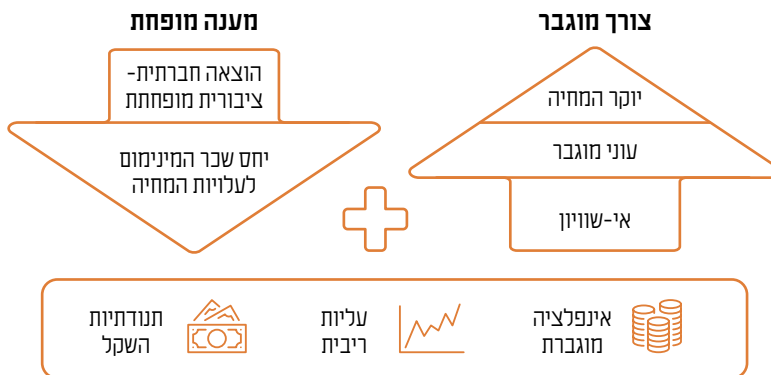 צורך מוגבר
יוקר המחיה
עוני מוגבר
אי-שוויון
מענה מופחת
הוצאה חברתית-
ציבורית מופחתת
יחס שכר המינימום
לעלויות המחיה
אינפלציה
מוגברת
עליות
ריבית
תנודתיות
השקל